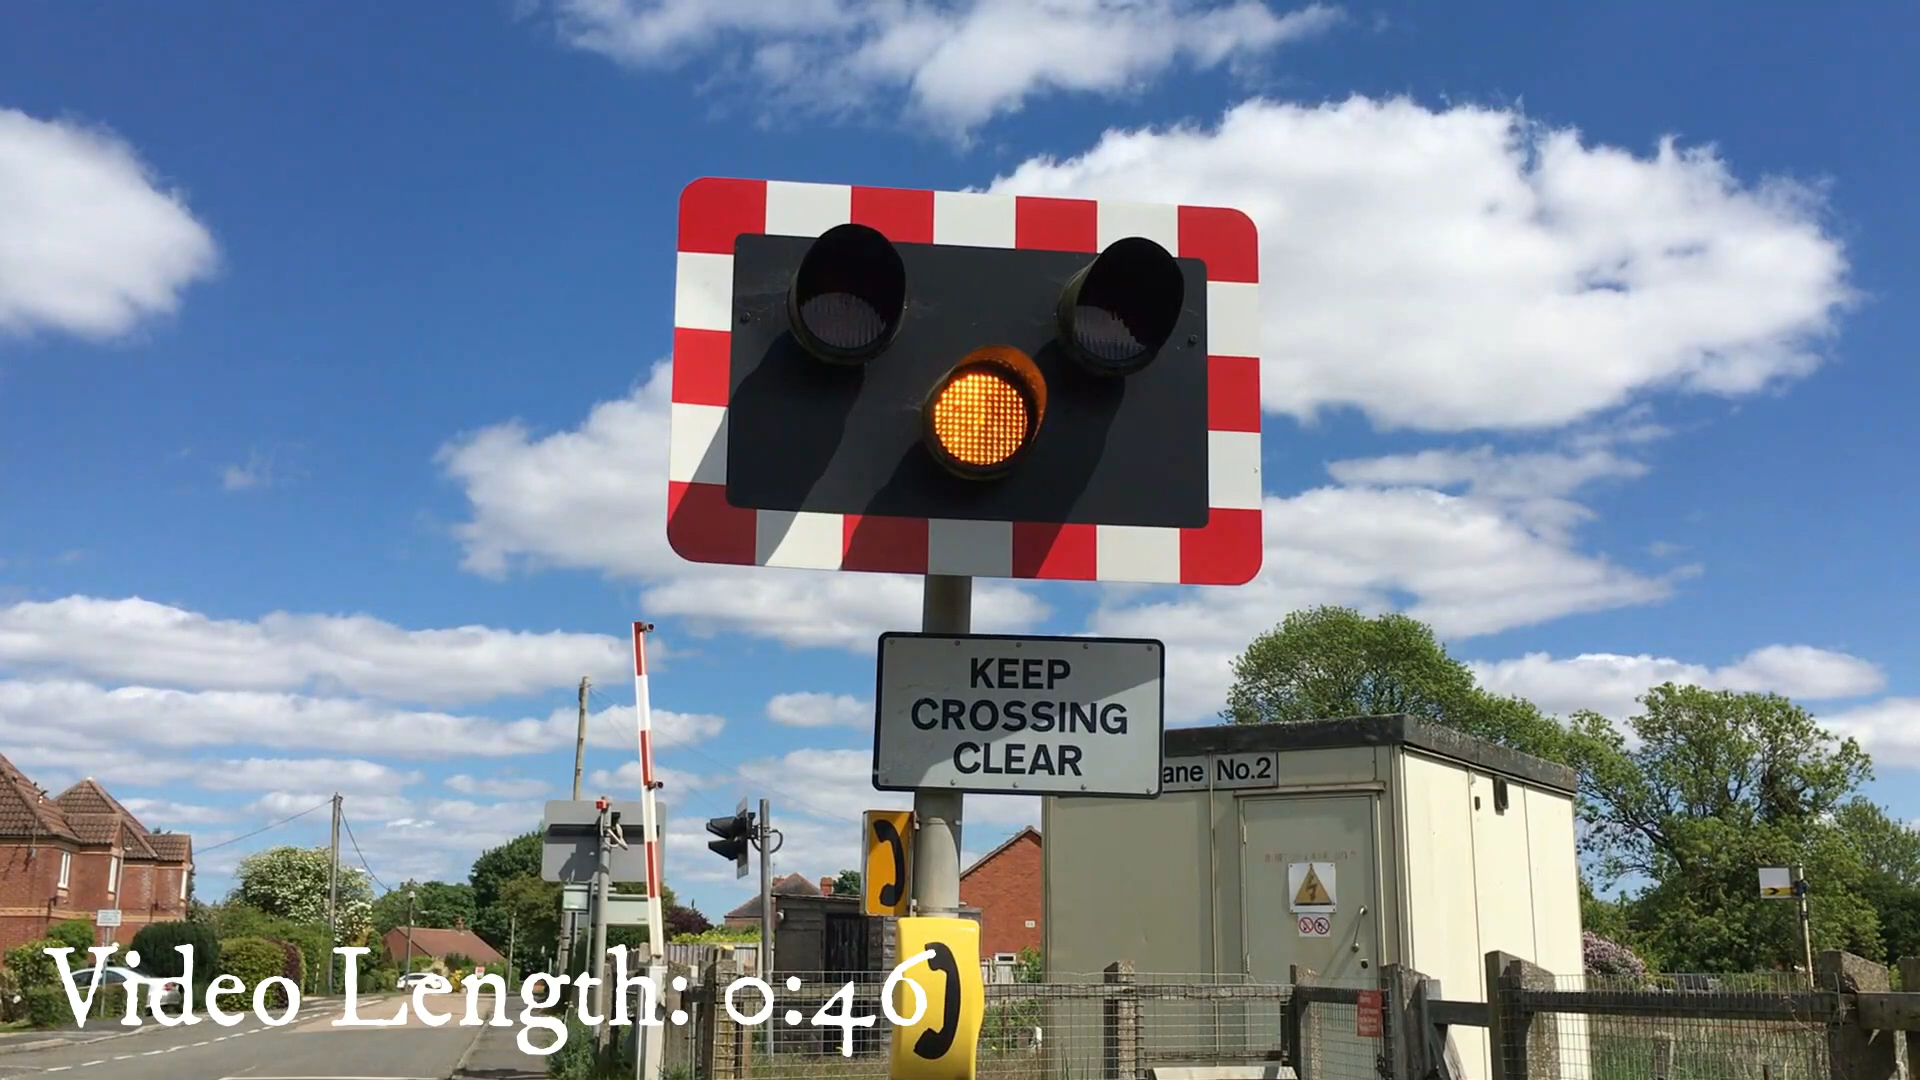 KEEP
CROSSING
CLEAR
ane No.2
Video Length: 0:46